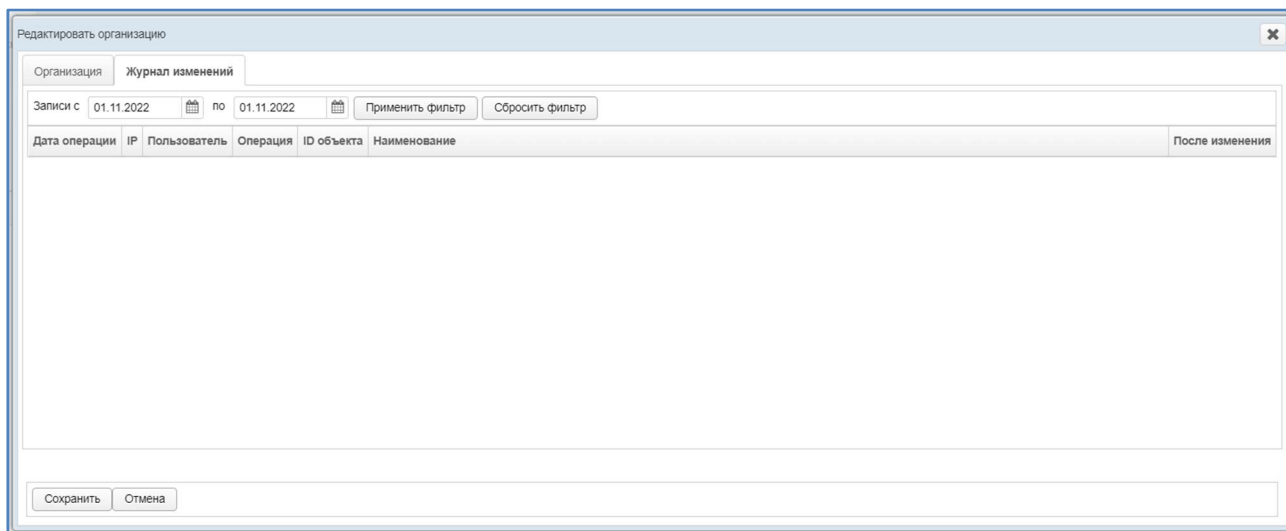 Редактировать организацию
Организация Журнал изменений
Записи с 01.11.2022 по 01.11.2022 Применить фильтр Сбросить фильтр
Дата операции IP Пользователь Операция ID объекта Наименование После изменения
Сохранить Отмена